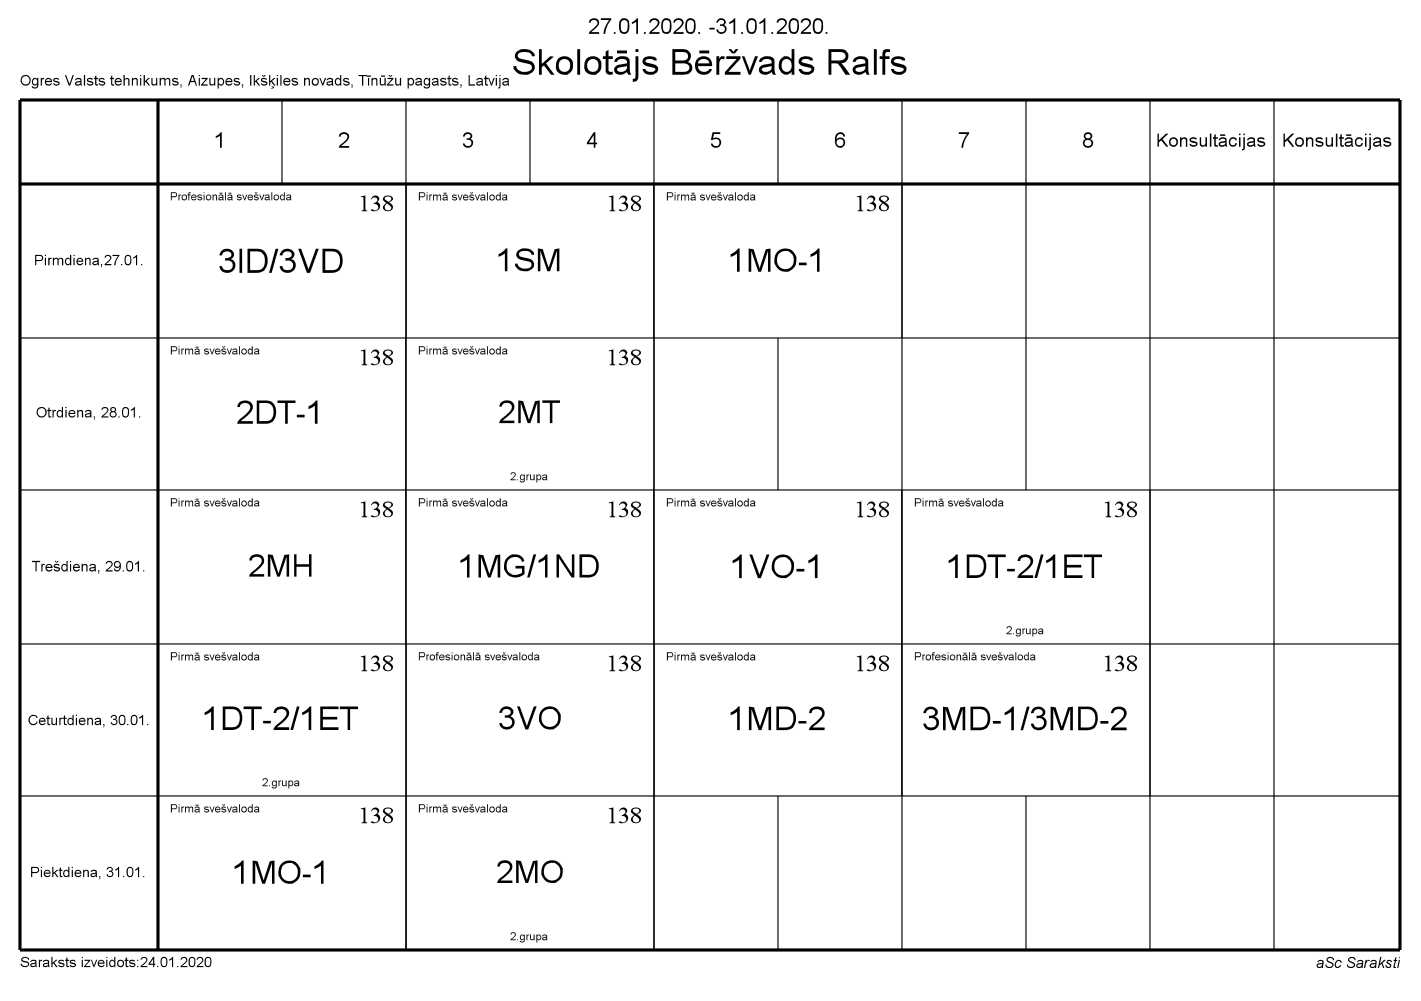 27.01.2020. -31.01.2020.
Skolotājs Bēržvads Ralfs
Ogres Valsts tehnikums, Aizupes, Ikšķiles novads, Tīnūžu pagasts, Latvija
1 2 3 4 5 6 7 8 Konsultācijas Konsultācijas
Profesionālā svešvaloda 138 Pirmā svešvaloda 138 Pirmā svešvaloda 138
Pirmdiena,27.01. 3ID/3VD 1SM 1MO-1
Pirmā svešvaloda 138 Pirmā svešvaloda 138
Otrdiena, 28.01. 2DT-1 2MT
2.grupa
Pirmā svešvaloda 138 Pirmā svešvaloda 138 Pirmā svešvaloda 138 Pirmā svešvaloda 138
Trešdiena, 29.01. 2MH 1MG/1ND 1VO-1 1DT-2/1ET
2.grupa
Pirmā svešvaloda 138 Profesionālā svešvaloda 138 Pirmā svešvaloda 138 Profesionālā svešvaloda 138
Ceturtdiena, 30.01. 1DT-2/1ET 3VO 1MD-2 3MD-1/3MD-2
2.grupa
Pirmā svešvaloda 138 Pirmā svešvaloda 138
Piektdiena, 31.01. 1MO-1 2MO
2.grupa
Saraksts izveidots:24.01.2020 aSc Saraksti